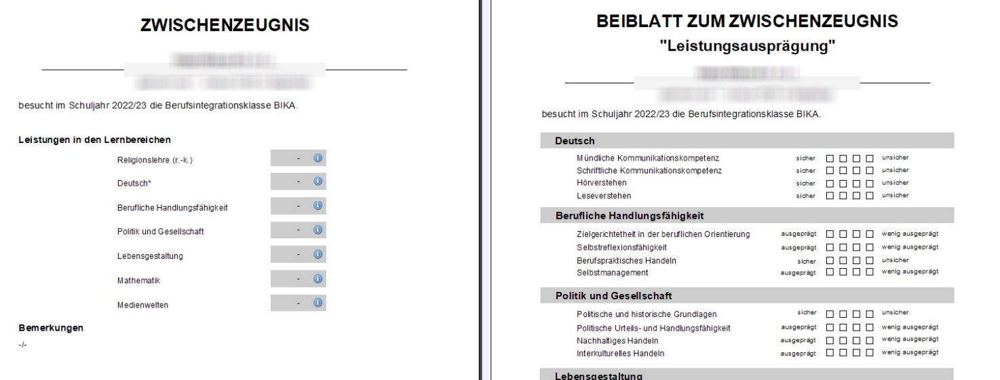 ZWISCHENZEUGNIS
besucht im Schuljahr 2022/23 die Berufsintegrationsklasse BIKA.
Leistungen in den Lernbereichen
Religionslehre (r.-k.) -
Deutsch* -
Berufliche Handlungsfähigkeit -
Politik und Gesellschaft -
Lebensgestaltung -
Mathematik -
Medienwelten -
Bemerkungen
-/-
BEIBLATT ZUM ZWISCHENZEUGNIS
"Leistungsausprägung"
besucht im Schuljahr 2022/23 die Berufsintegrationsklasse BIKA.
Deutsch
Mündliche Kommunikationskompetenz sicher unsicher
Schriftliche Kommunikationskompetenz sicher unsicher
Hörverstehen sicher unsicher
Leseverstehen sicher unsicher
Berufliche Handlungsfähigkeit
Zielgerichtetheit in der beruflichen Orientierung ausgeprägt wenig ausgeprägt
Selbstreflexionsfähigkeit ausgeprägt wenig ausgeprägt
Berufspraktisches Handeln sicher unsicher
Selbstmanagement ausgeprägt wenig ausgeprägt
Politik und Gesellschaft
Politische und historische Grundlagen sicher unsicher
Politische Urteils- und Handlungsfähigkeit ausgeprägt wenig ausgeprägt
Nachhaltiges Handeln ausgeprägt wenig ausgeprägt
Interkulturelles Handeln ausgeprägt wenig ausgeprägt
Lebensgestaltung